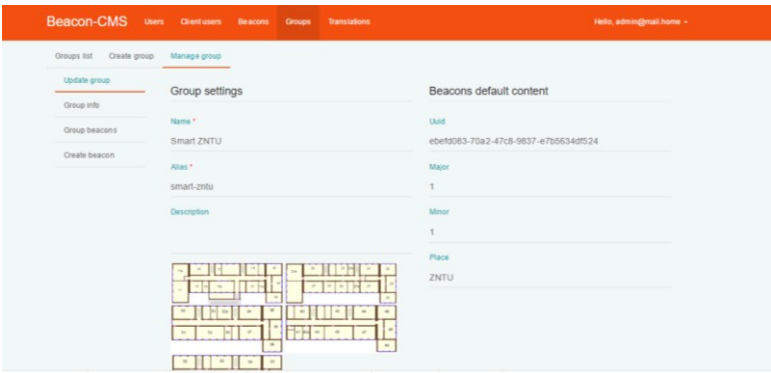 Beacon-CMS Users Client users Beacons Groups Translations Hello, admin@mail.home
Groups list Create group Manage group
Update group
Group info
Group beacons
Create beacon
Group settings
Name *
Smart ZNTU
Alias *
smart-zntu
Description
Beacons default content
Uuid
ebefd083-70a2-47c8-9837-e7b5634df524
Major
1
Minor
1
Place
ZNTU